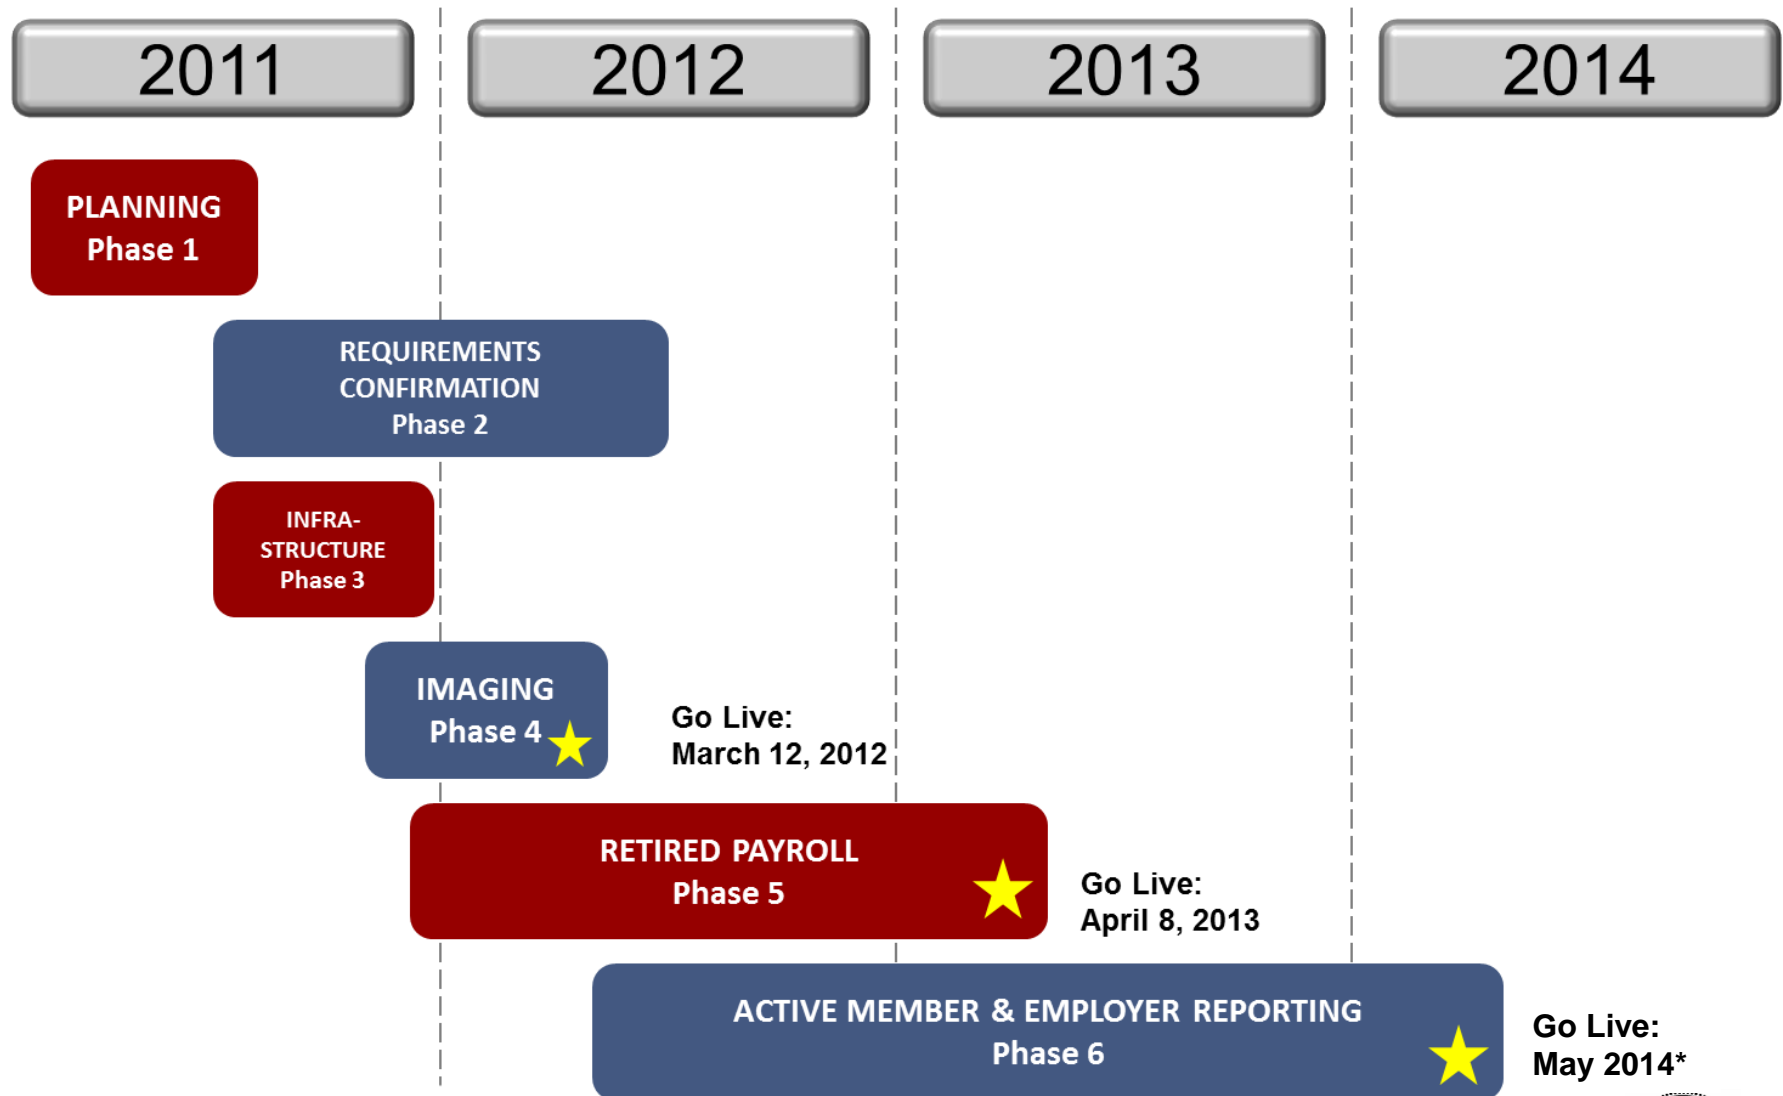 2011
2012
2013
2014
PLANNING
Phase 1
REQUIREMENTS
CONFIRMATION
Phase 2
INFRA-
STRUCTURE
Phase 3
IMAGING
Phase 4
Go Live:
March 12, 2012
RETIRED PAYROLL
Phase 5
Go Live:
April 8, 2013
ACTIVE MEMBER & EMPLOYER REPORTING
Phase 6
Go Live:
May 2014*